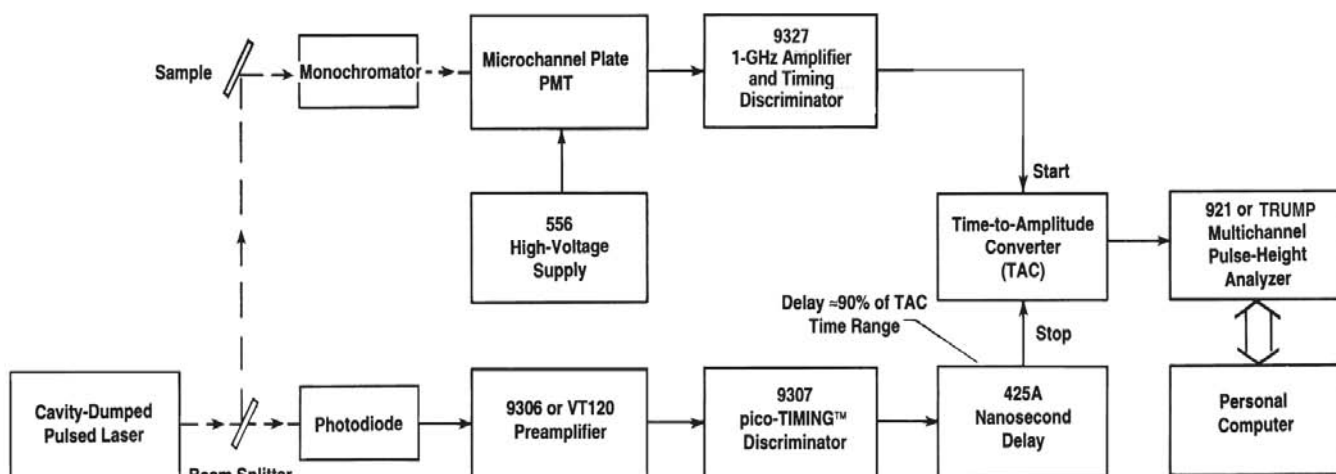 Sample
Monochromator
Microchannel Plate
PMT
9327
1-GHz Amplifier
and Timing
Discriminator
Start
556
High-Voltage
Supply
Time-to-Amplitude
Converter
(TAC)
921 or TRUMP
Multichannel
Pulse-Height
Analyzer
Delay ≈90% of TAC
Time Range
Stop
Cavity-Dumped
Pulsed Laser
Photodiode
9306 or VT120
Preamplifier
9307
pico-TIMING™
Discriminator
425A
Nanosecond
Delay
Personal
Computer
Beam Splitter